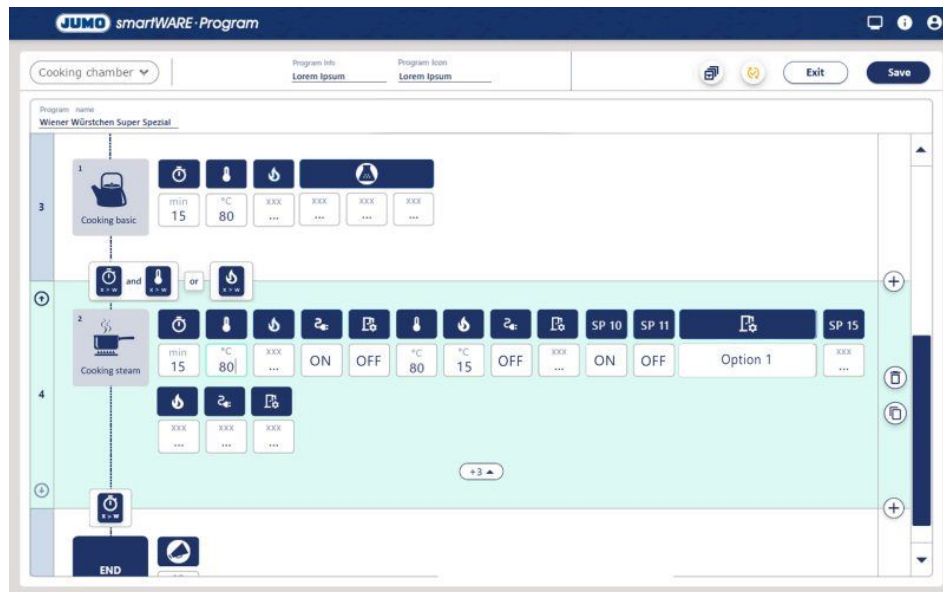 JUMO smartWARE·Program
Cooking chamber
Program Info
Lorem Ipsum
Program Icon
Lorem Ipsum
Exit
Save
Program name
Wiener Würstchen Super Spezial
3
1
Cooking basic
min
15
°C
80
xxx
...
xxx
...
xxx
...
xxx
...
x > w
and
x > w
or
x > w
4
2
Cooking steam
SP 10
SP 11
SP 15
min
15
°C
80
xxx
...
ON
OFF
°C
80
°C
15
OFF
xxx
...
ON
OFF
Option 1
xxx
...
xxx
...
xxx
...
xxx
...
+3
x > w
END